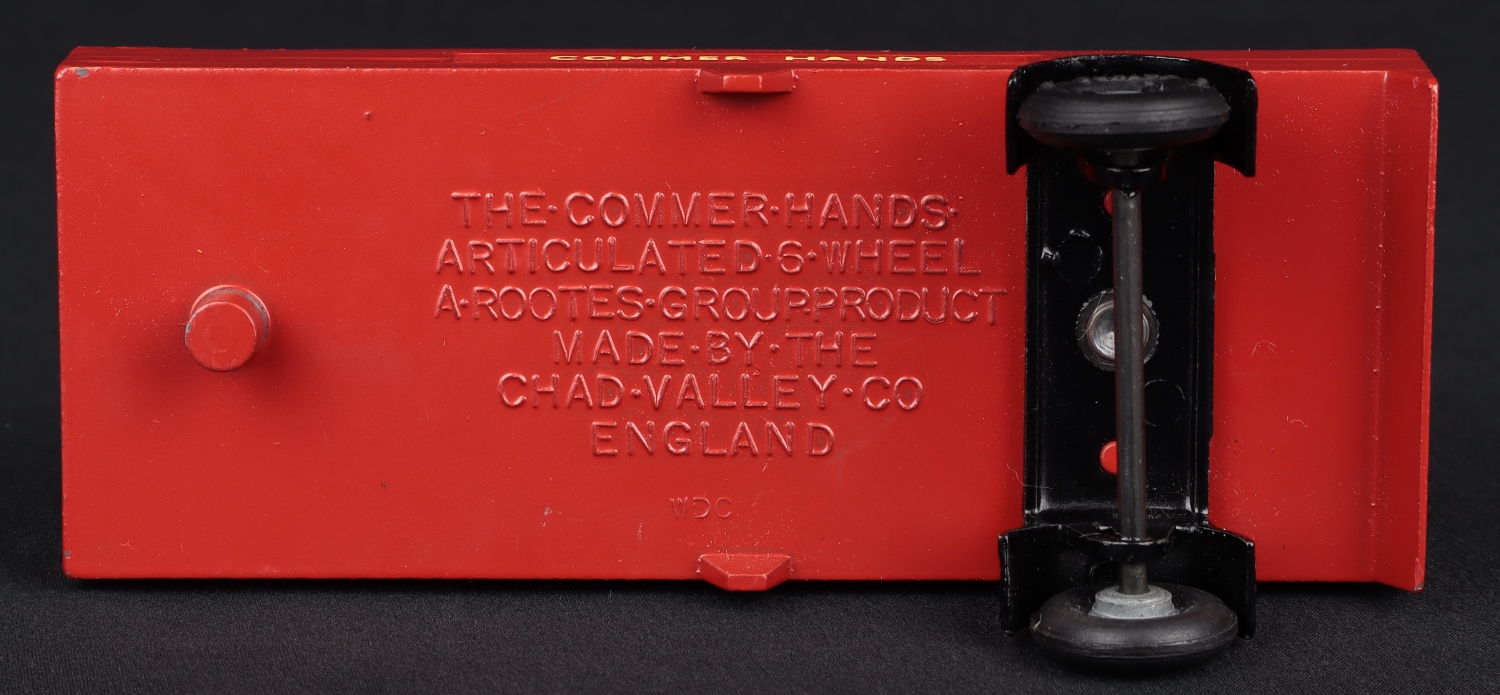 COMMER HANDS
THE·COMMER·HANDS·
ARTICULATED·6·WHEEL
A·ROOTES·GROUP·PRODUCT
MADE·BY·THE
CHAD·VALLEY·CO
ENGLAND
WDC